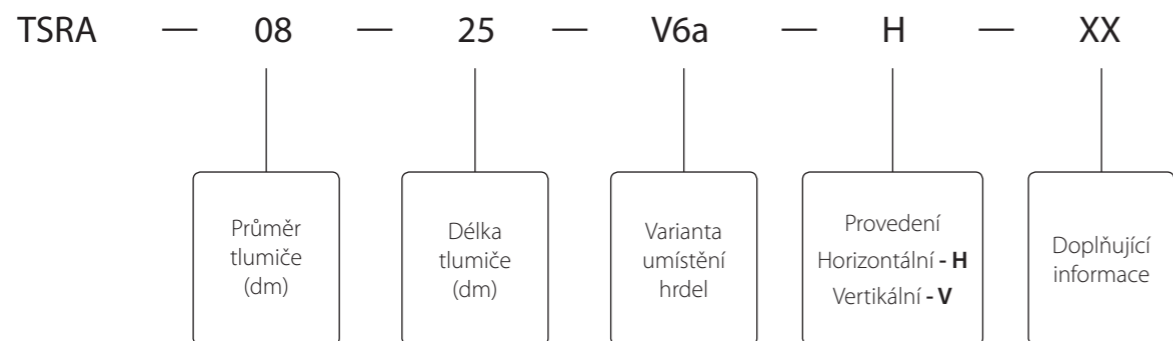 TSRA — 08 — 25 — V6a — H — XX
Průměr
tlumiče
(dm)
Délka
tlumiče
(dm)
Varianta
umístění
hrdel
Provedení
Horizontální - H
Vertikální - V
Doplňující
informace